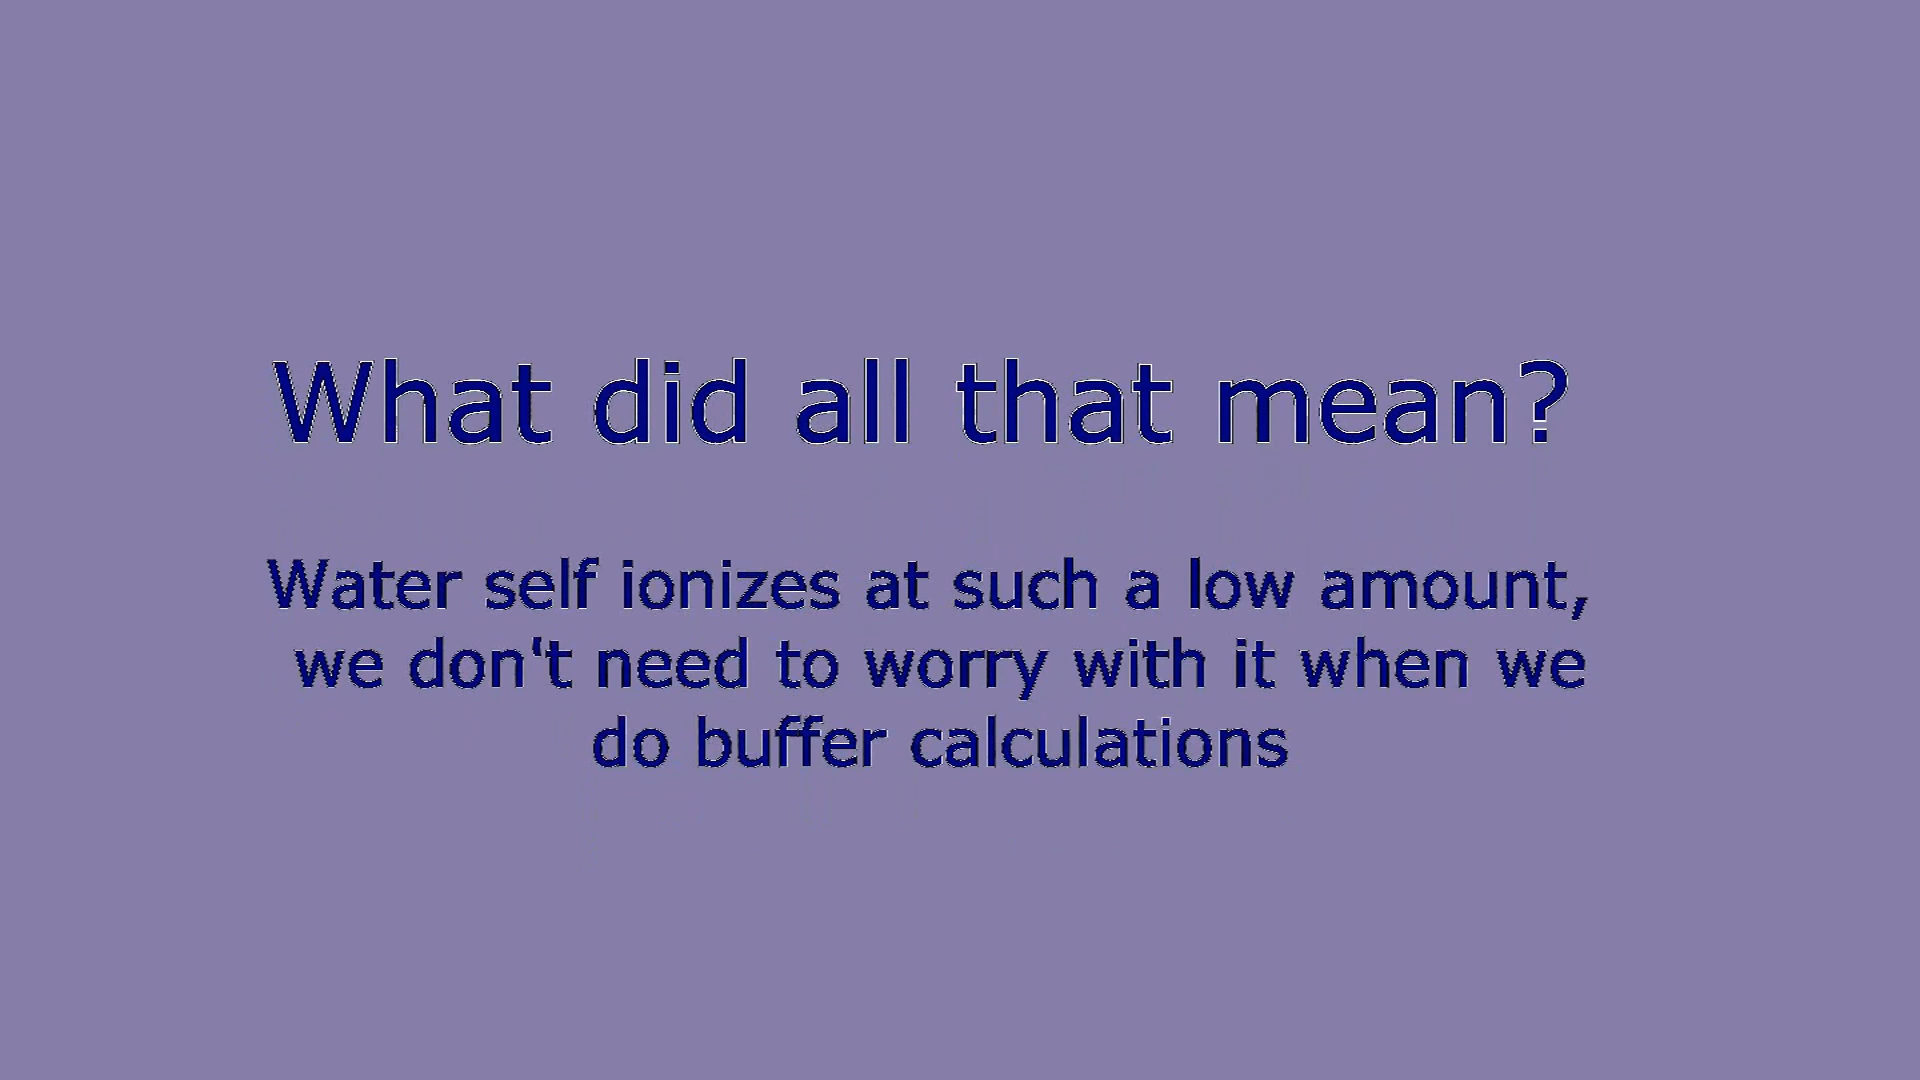 What did all that mean?
Water self ionizes at such a low amount,
we don't need to worry with it when we
do buffer calculations